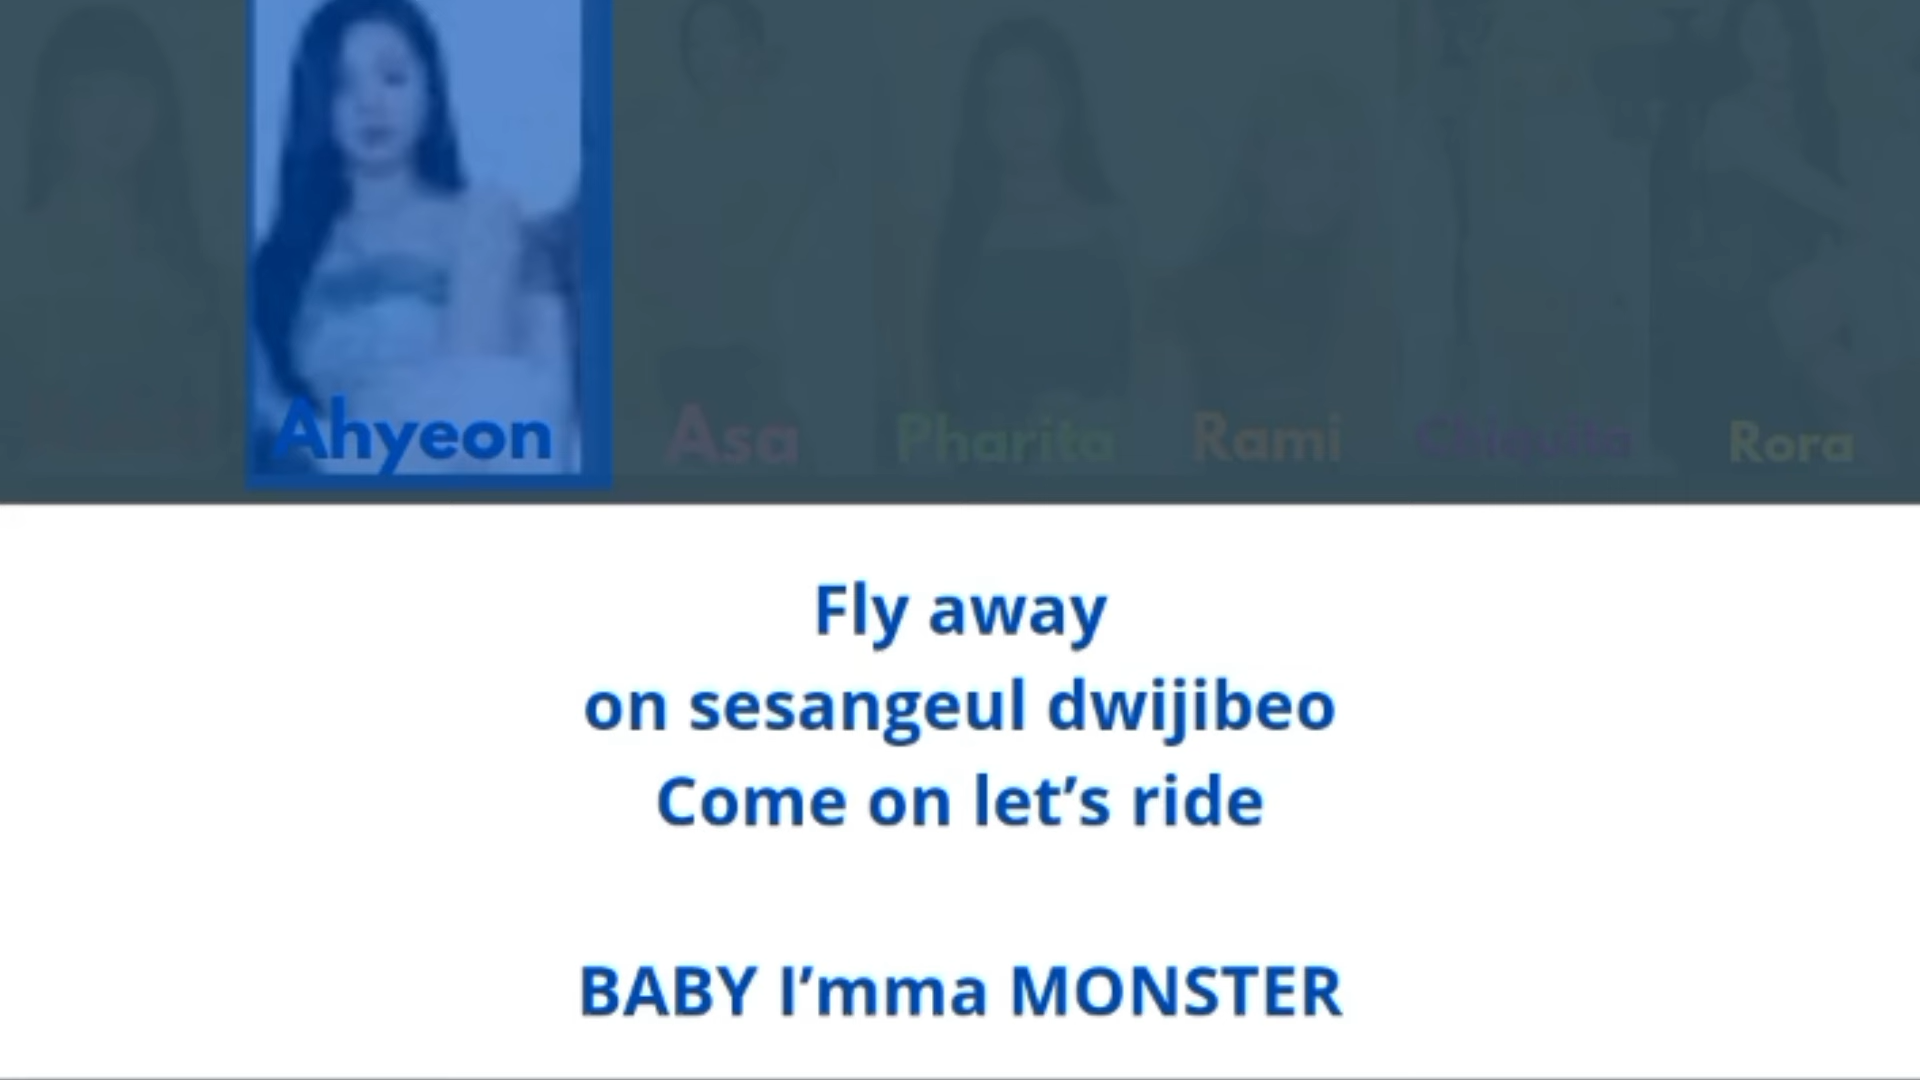 Ahyeon
Asa
Pharita
Rami
Chiquita
Rora
Fly away
on sesangeul dwijibeo
Come on let’s ride
BABY I’mma MONSTER